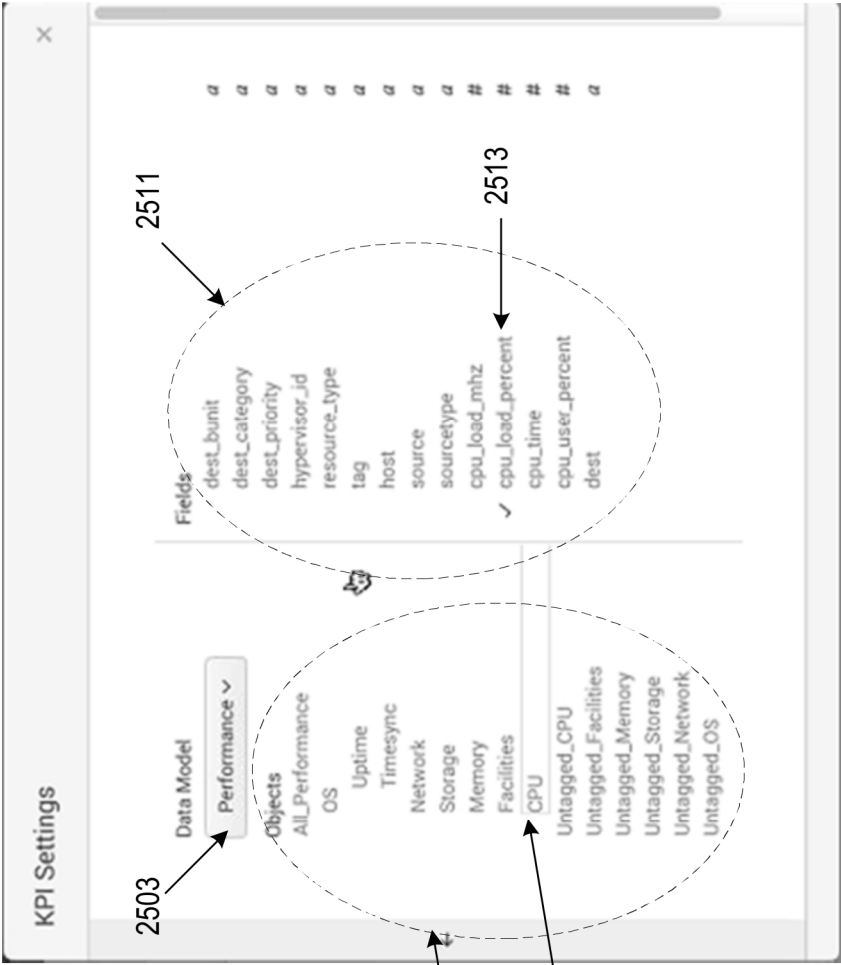 KPI Settings
×
2503
Data Model
Performance
Objects
All_Performance
OS
Uptime
Timesync
Network
Storage
Memory
Facilities
CPU
Untagged_CPU
Untagged_Facilities
Untagged_Memory
Untagged_Storage
Untagged_Network
Untagged_OS
2511
Fields
dest_bunit a
dest_category a
dest_priority a
hypervisor_id a
resource_type a
tag a
host a
source a
sourcetype a
cpu_load_mhz #
✓ cpu_load_percent #
cpu_time #
cpu_user_percent #
dest a
2513